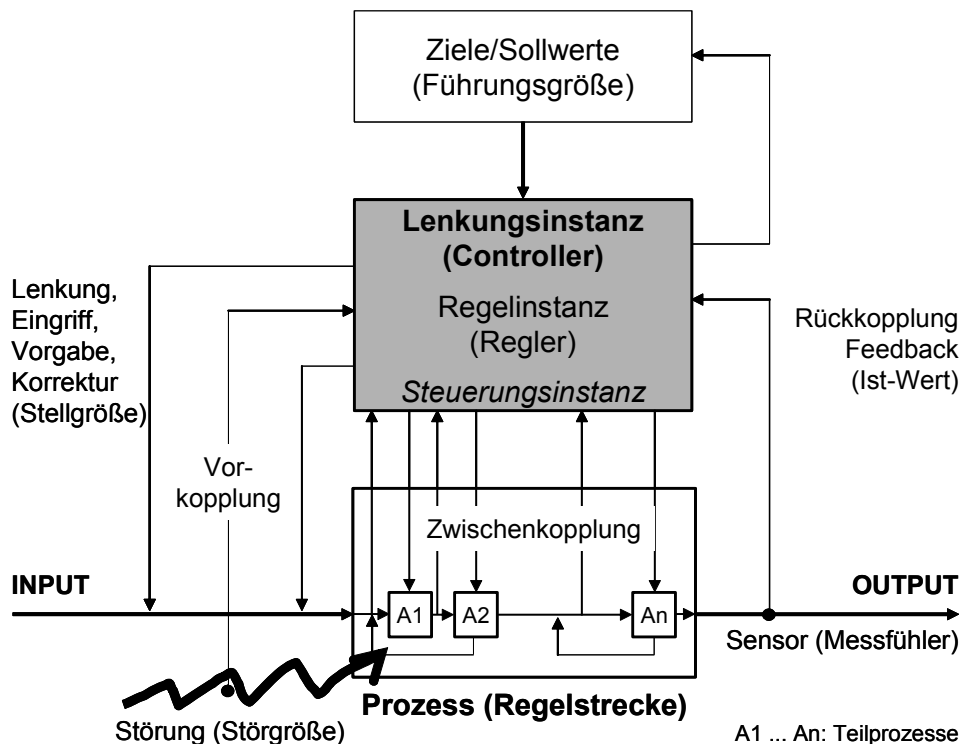 Ziele/Sollwerte
(Führungsgröße)
Lenkungsinstanz
(Controller)
Regelinstanz
(Regler)
Steuerungsinstanz
Lenkung,
Eingriff,
Vorgabe,
Korrektur
(Stellgröße)
Rückkopplung
Feedback
(Ist-Wert)
Vor-
kopplung
Zwischenkopplung
INPUT
OUTPUT
A1
A2
An
Sensor (Messfühler)
Prozess (Regelstrecke)
Störung (Störgröße)
A1 ... An: Teilprozesse